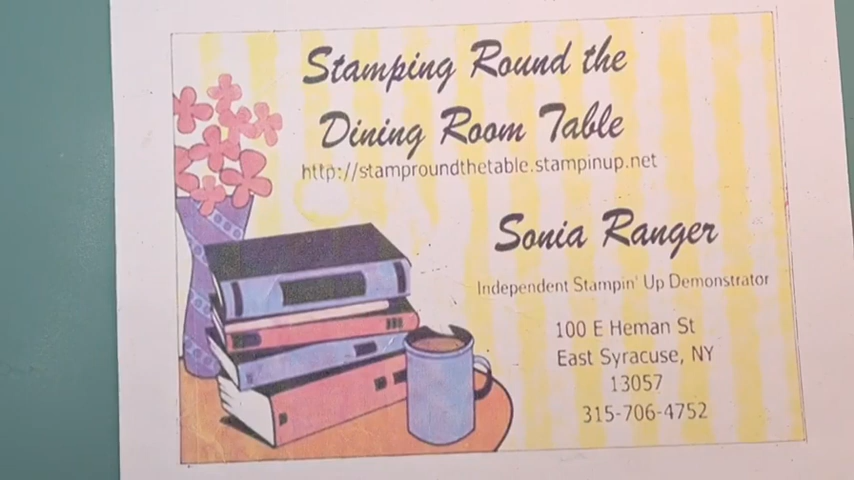 Stamping Round the
Dining Room Table
http://stamproundthetable.stampinup.net
Sonia Ranger
Independent Stampin' Up Demonstrator
100 E Heman St
East Syracuse, NY
13057
315-706-4752